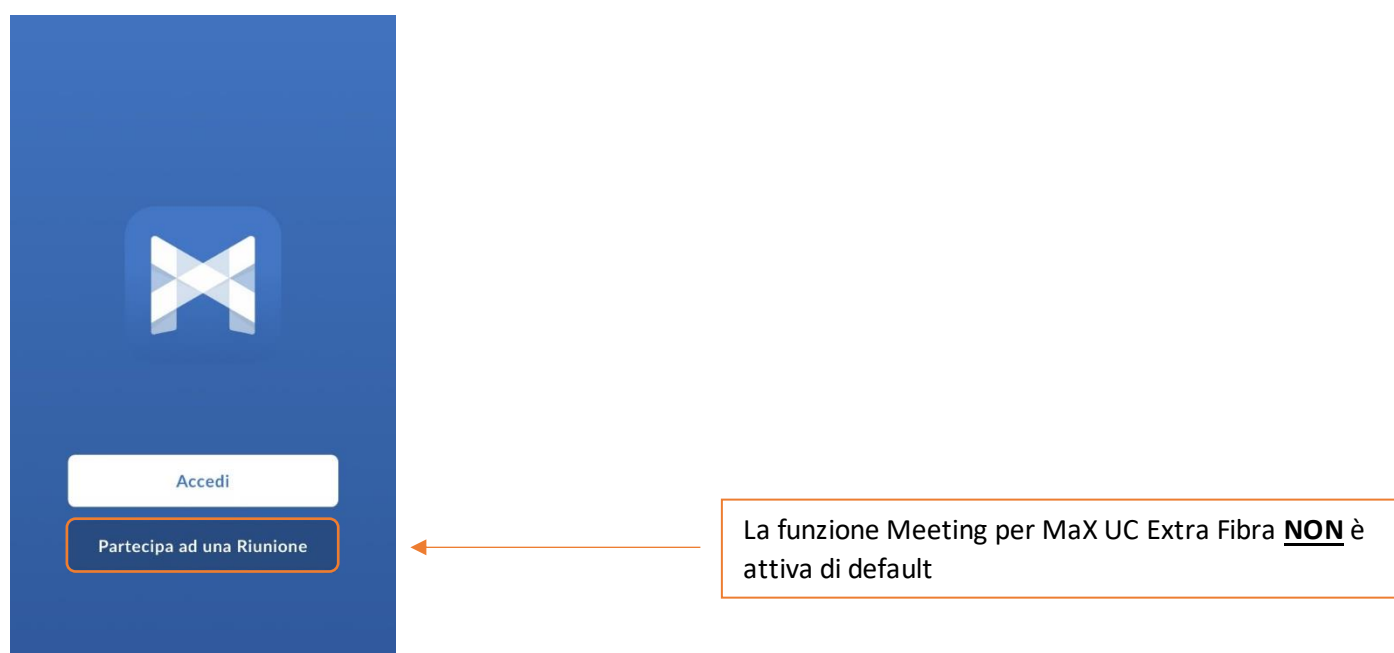 Accedi
Partecipa ad una Riunione
La funzione Meeting per MaX UC Extra Fibra NON è
attiva di default